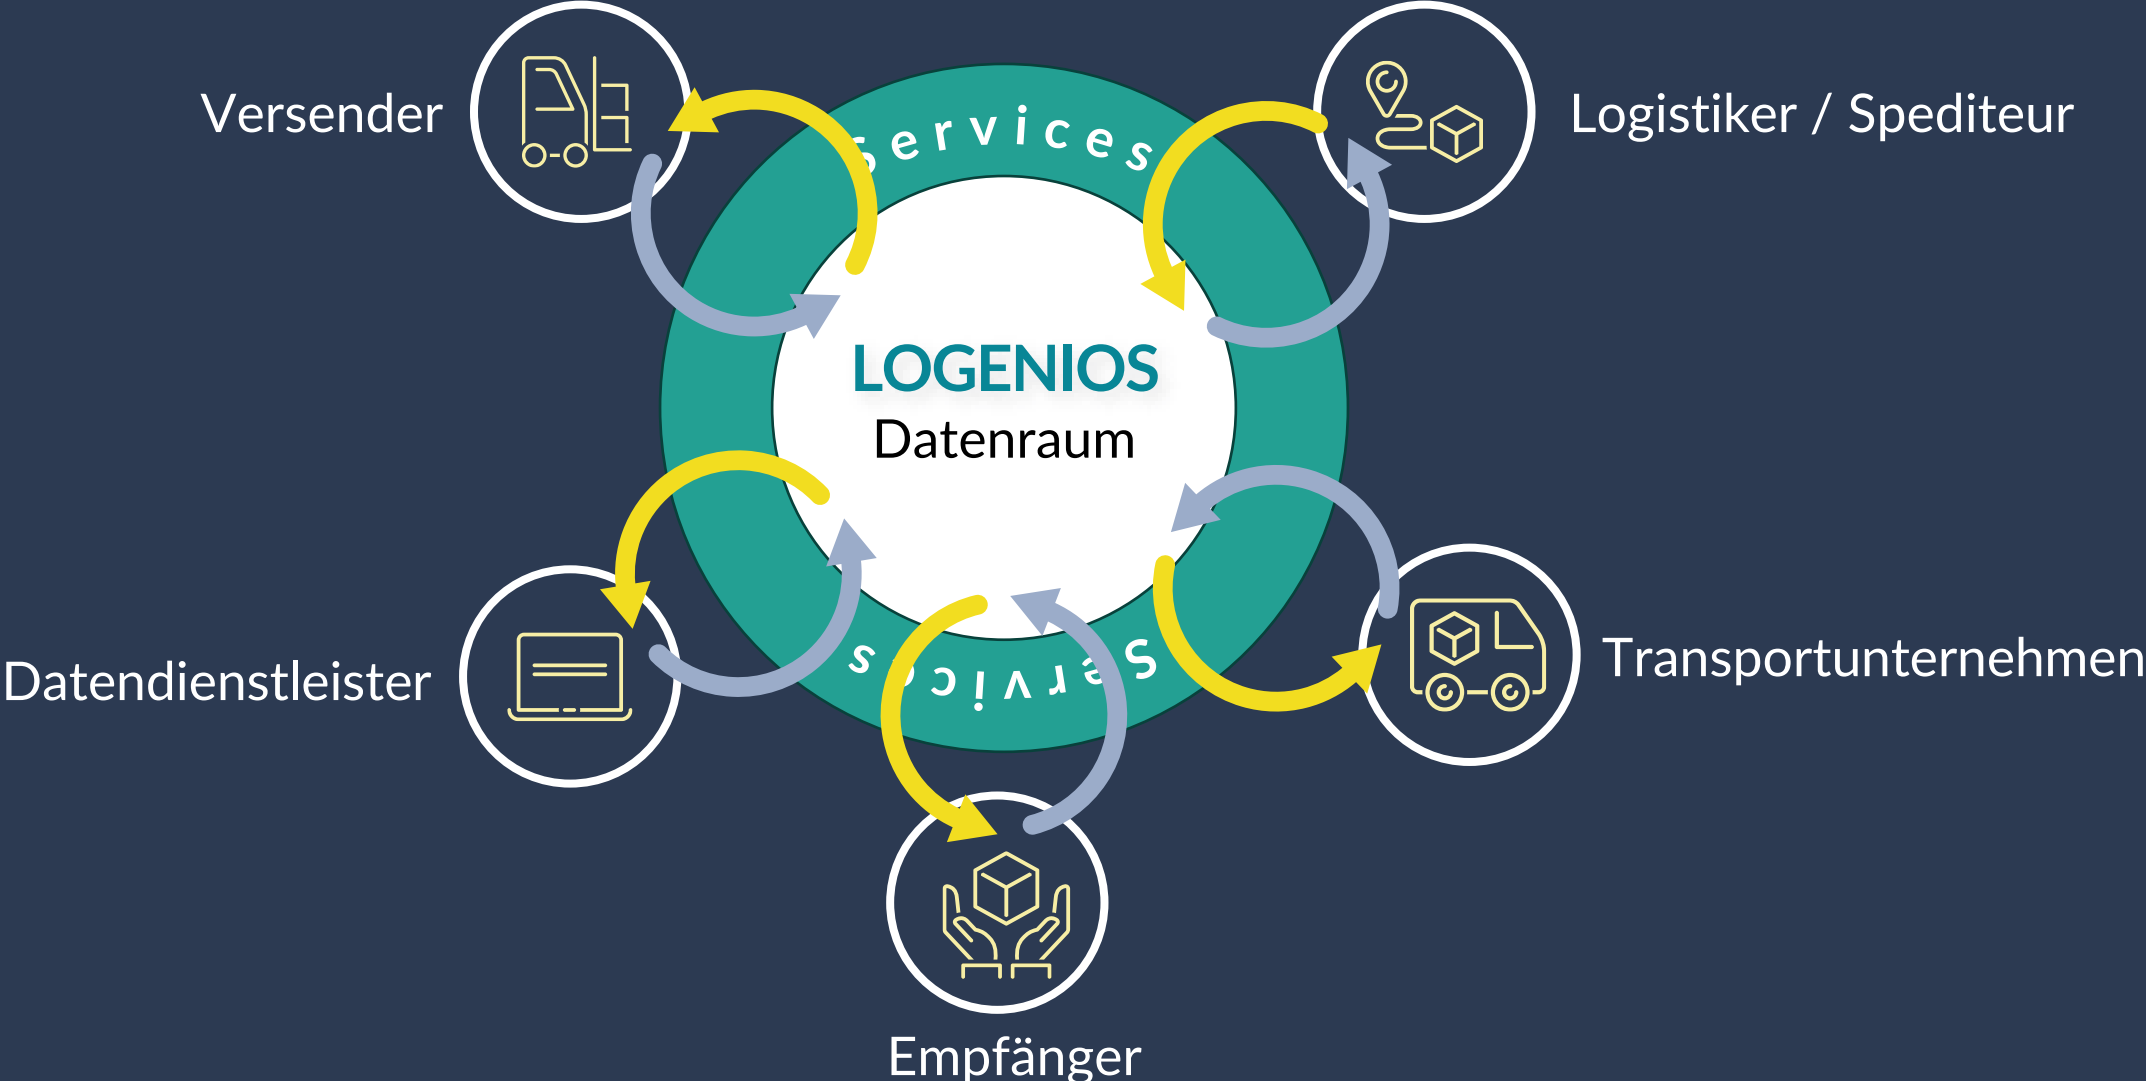 Versender
Services
Logistiker / Spediteur
LOGENIOS
Datenraum
Datendienstleister
Services
Transportunternehmen
Empfänger